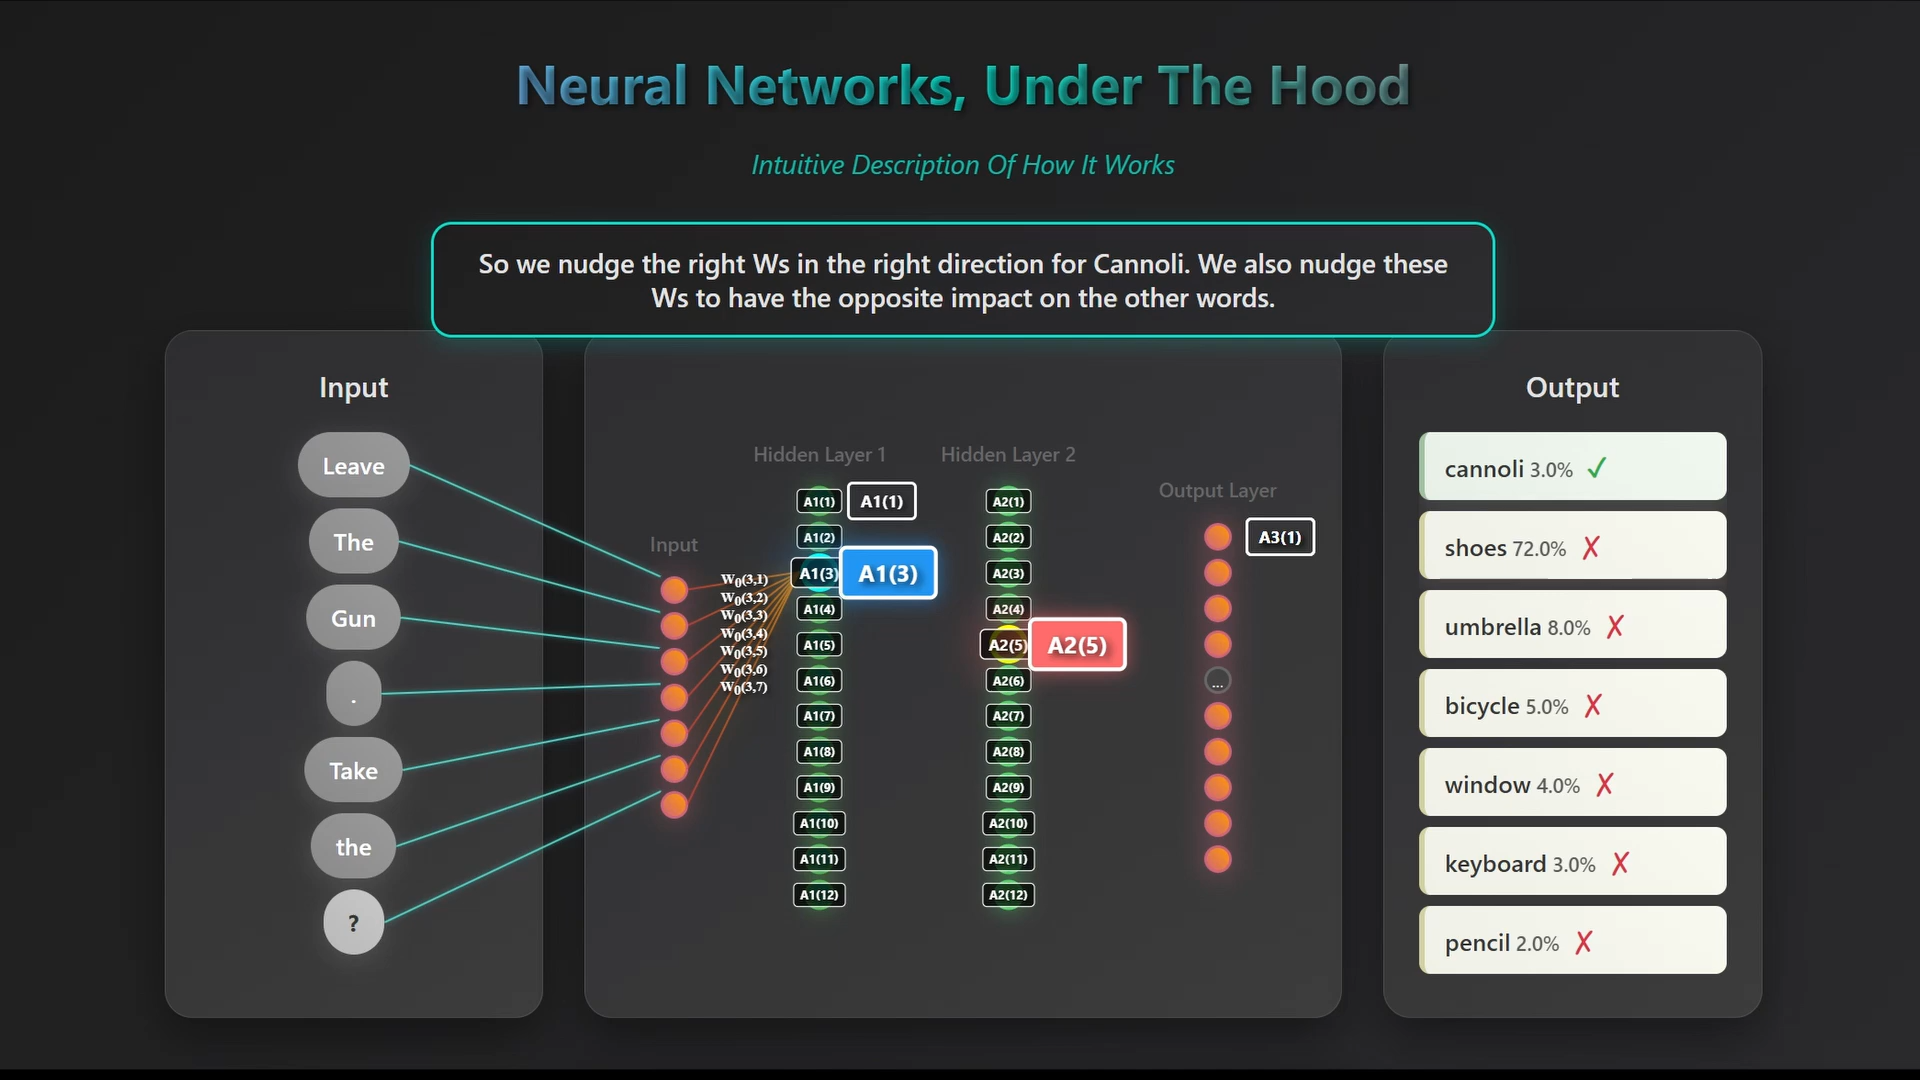 Neural Networks, Under The Hood
Intuitive Description Of How It Works
So we nudge the right Ws in the right direction for Cannoli. We also nudge these
Ws to have the opposite impact on the other words.
Input
Leave
The
Gun
.
Take
the
?
Input
W0(3,1)
W0(3,2)
W0(3,3)
W0(3,4)
W0(3,5)
W0(3,6)
W0(3,7)
Hidden Layer 1
A1(1) A1(1)
A1(2)
A1(3) A1(3)
A1(4)
A1(5)
A1(6)
A1(7)
A1(8)
A1(9)
A1(10)
A1(11)
A1(12)
Hidden Layer 2
A2(1)
A2(2)
A2(3)
A2(4)
A2(5) A2(5)
A2(6)
A2(7)
A2(8)
A2(9)
A2(10)
A2(11)
A2(12)
Output Layer
A3(1)
...
Output
cannoli 3.0% ✓
shoes 72.0% ✗
umbrella 8.0% ✗
bicycle 5.0% ✗
window 4.0% ✗
keyboard 3.0% ✗
pencil 2.0% ✗